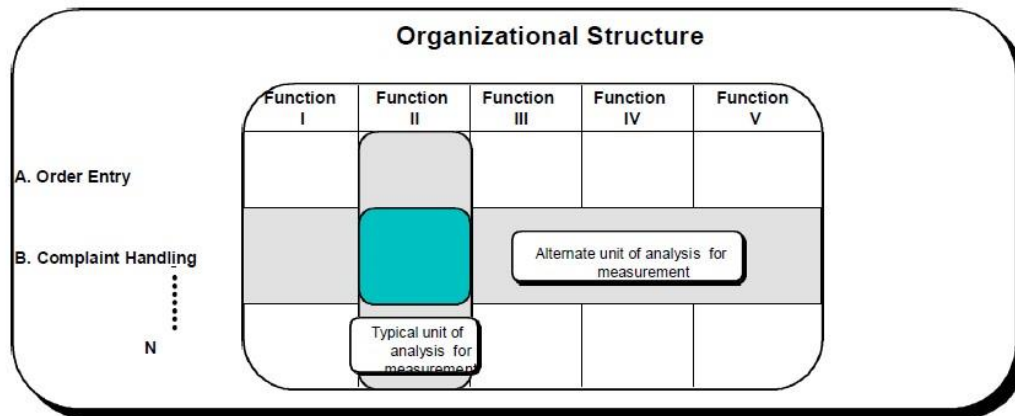 Organizational Structure
Function Function Function Function Function
I II III IV V
A. Order Entry
B. Complaint Handling
Alternate unit of analysis for
measurement
N
Typical unit of
analysis for
measurement